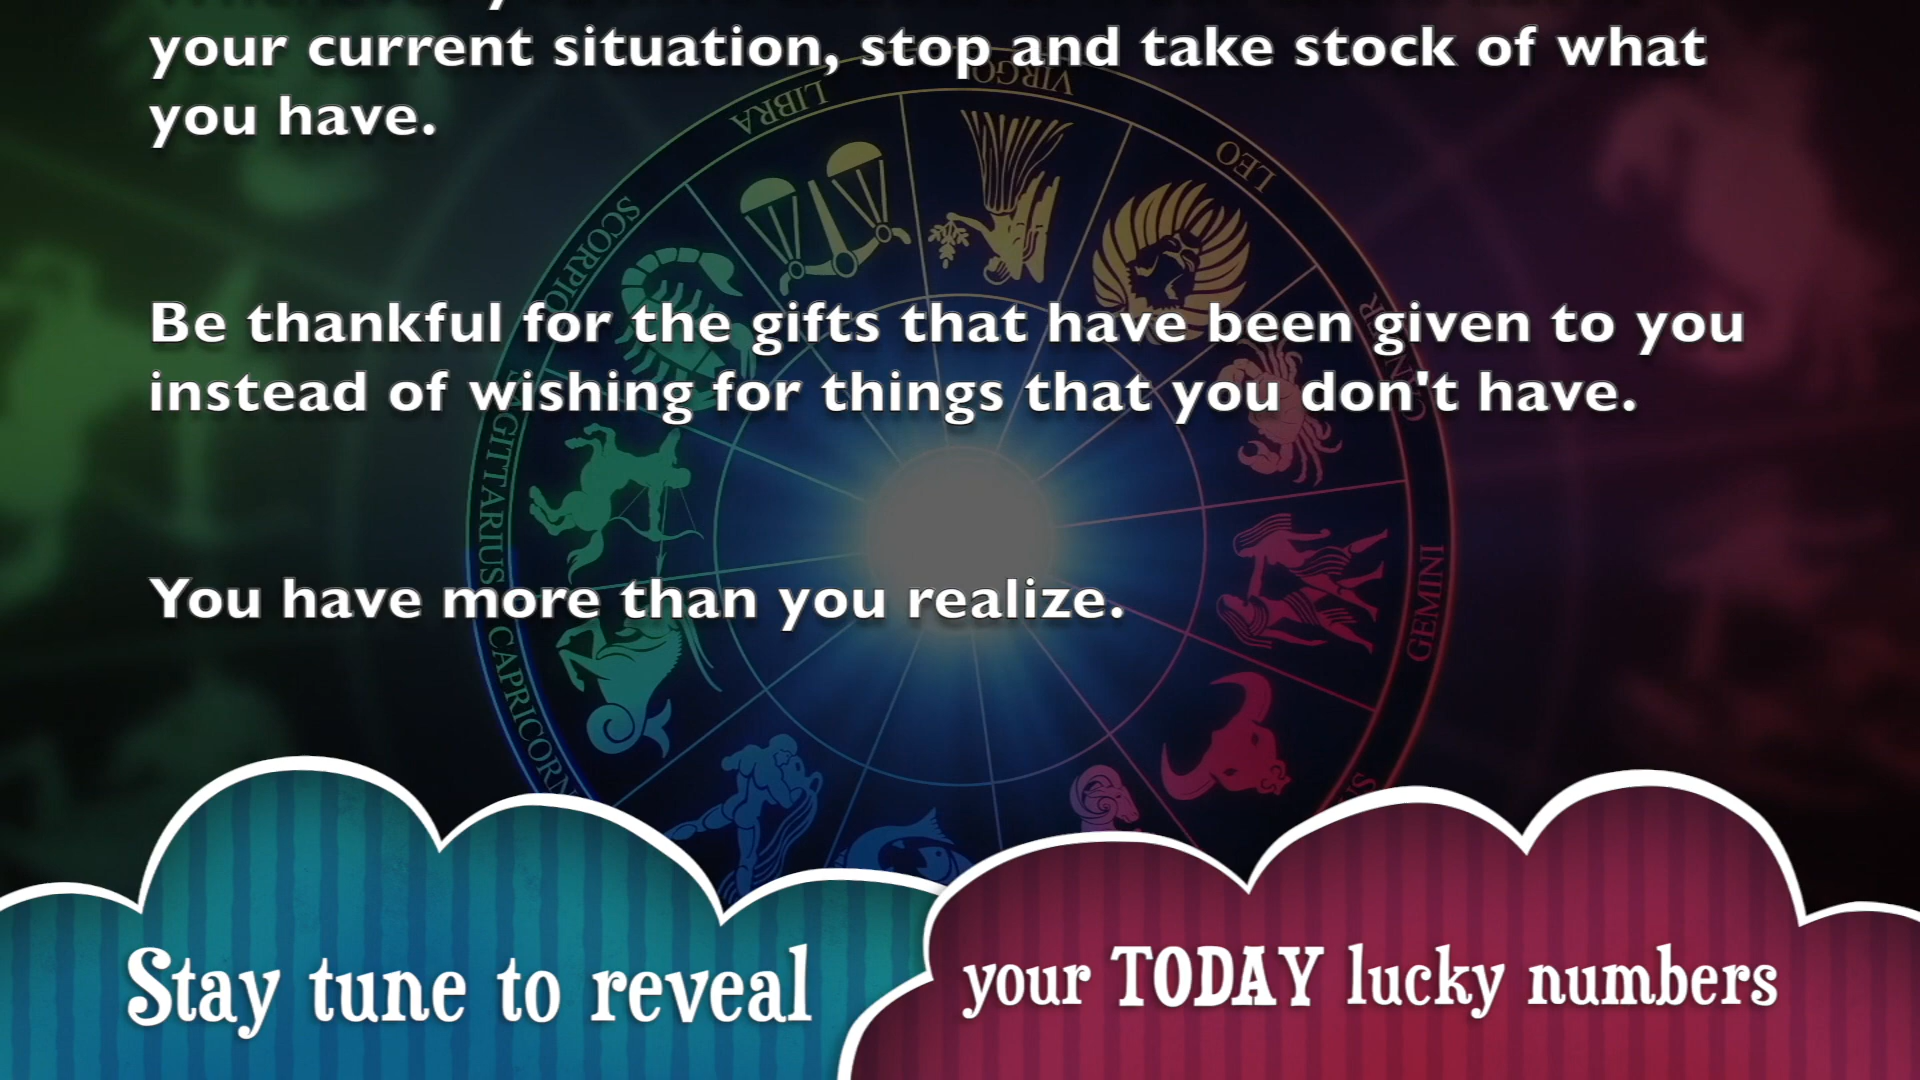 your current situation, stop and take stock of what
you have.
Be thankful for the gifts that have been given to you
instead of wishing for things that you don't have.
You have more than you realize.
VIRGO
LIBRA
LEO
SCORPIO
SAGITTARIUS
GEMINI
CAPRICORN
Stay tune to reveal
your TODAY lucky numbers